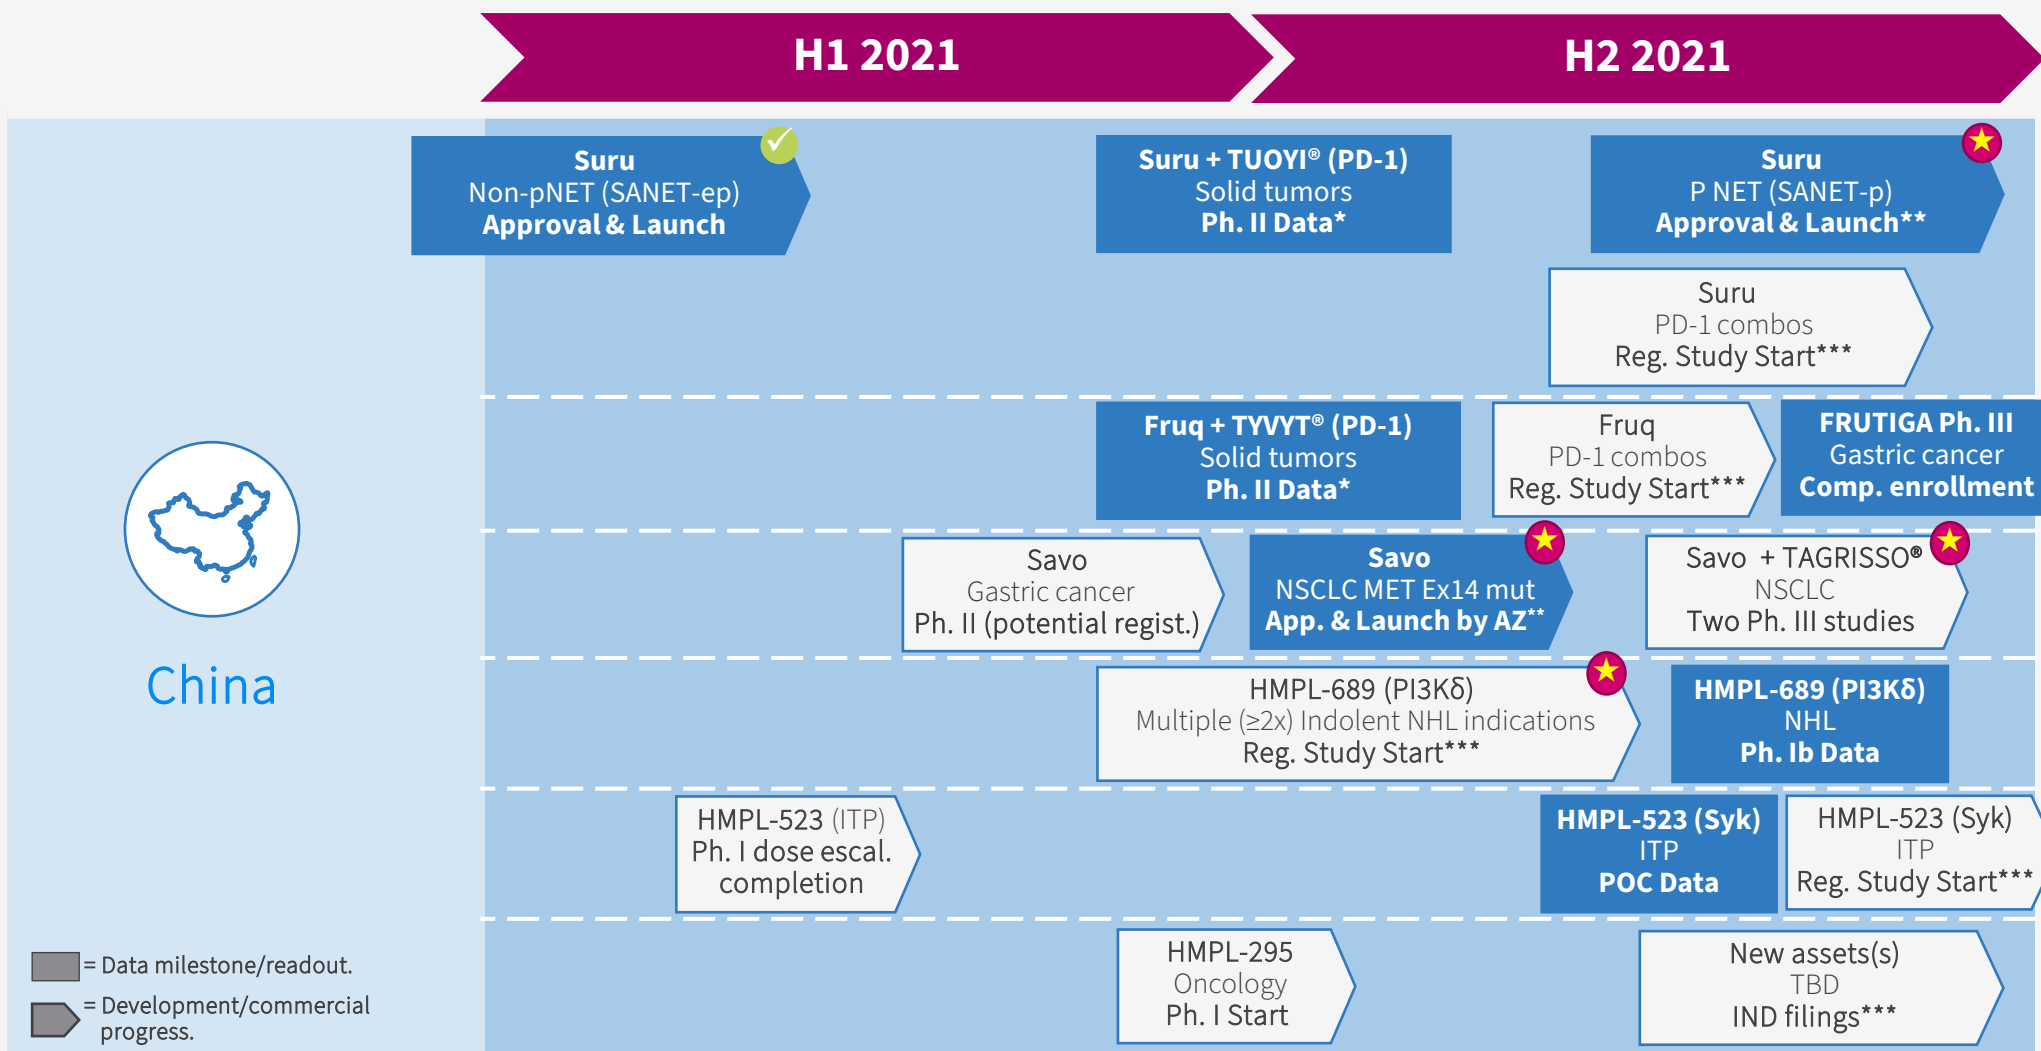 H1 2021
H2 2021
Suru
Non-pNET (SANET-ep)
Approval & Launch
Suru + TUOYI® (PD-1)
Solid tumors
Ph. II Data*
Suru
P NET (SANET-p)
Approval & Launch**
Suru
PD-1 combos
Reg. Study Start***
Fruq + TYVYT® (PD-1)
Solid tumors
Ph. II Data*
Fruq
PD-1 combos
Reg. Study Start***
FRUTIGA Ph. III
Gastric cancer
Comp. enrollment
Savo
Gastric cancer
Ph. II (potential regist.)
Savo
NSCLC MET Ex14 mut
App. & Launch by AZ**
Savo + TAGRISSO®
NSCLC
Two Ph. III studies
China
HMPL-689 (PI3Kδ)
Multiple (≥2x) Indolent NHL indications
Reg. Study Start***
HMPL-689 (PI3Kδ)
NHL
Ph. Ib Data
HMPL-523 (ITP)
Ph. I dose escal.
completion
HMPL-523 (Syk)
ITP
POC Data
HMPL-523 (Syk)
ITP
Reg. Study Start***
HMPL-295
Oncology
Ph. I Start
New assets(s)
TBD
IND filings***
= Data milestone/readout.
= Development/commercial
progress.